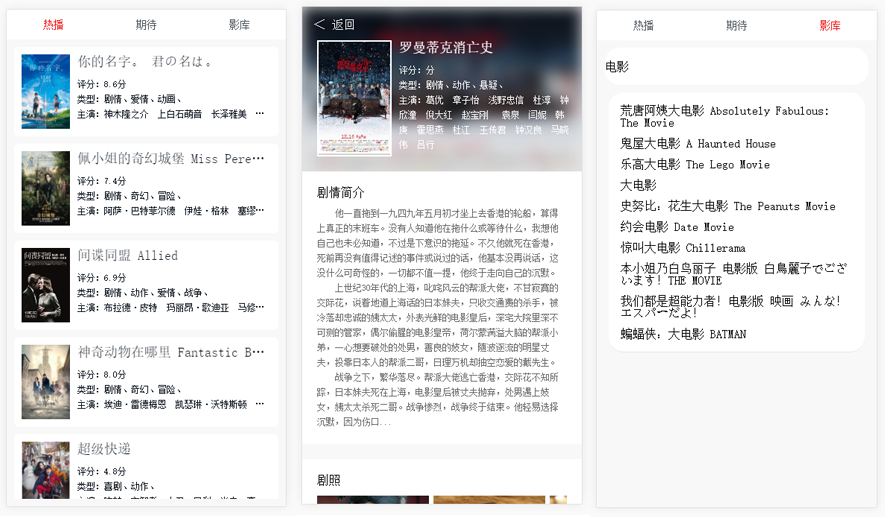 热播 期待 影库
你的名字。 君の名は。
评分: 8.6分
类型: 剧情、爱情、动画、
主演: 神木隆之介 上白石萌音 长泽雅美 ···
佩小姐的奇幻城堡 Miss Pere···
评分: 7.4分
类型: 剧情、奇幻、冒险、
主演: 阿萨·巴特菲尔德 伊娃·格林 塞缪···
间谍同盟 Allied
评分: 6.9分
类型: 剧情、动作、爱情、战争、
主演: 布拉德·皮特 玛丽昂·歌迪亚 马修···
神奇动物在哪里 Fantastic B···
评分: 8.0分
类型: 剧情、奇幻、冒险、
主演: 埃迪·雷德梅恩 凯瑟琳·沃特斯顿 ···
超级快递
评分: 4.8分
类型: 喜剧、动作、
< 返回
罗曼蒂克消亡史
评分: 分
类型: 剧情、动作、悬疑、
主演: 葛优 章子怡 浅野忠信 杜淳 钟
欣潼 倪大红 赵宝刚 袁泉 闫妮 韩
庚 霍思燕 杜江 王传君 钟汉良 马晓
伟 吕行
剧情简介
他一直拖到一九四九年五月初才坐上去香港的轮船，算得
上真正的末班车。没有人知道他在拖什么或等待什么，我想他
自己也未必知道，不过是下意识的拖延。不久他就死在香港，
死前再没有值得记述的事件或说过的话，他基本没再说话，这
没什么可奇怪的，一切都不值一提，他终于走向自己的沉默。
上世纪30年代的上海，叱咤风云的帮派大佬，不甘寂寞的
交际花，说着地道上海话的日本妹夫，只收交通费的杀手，被
冷落却忠诚的姨太太，外表光鲜的电影皇后，深宅大院里深不
可测的管家，偶尔偷腥的电影皇帝，荷尔蒙满溢大脑的帮派小
弟，一心想要破处的处男，善良的妓女，随波逐流的明星丈
夫，投靠日本人的帮派二哥，日理万机却抽空恋爱的戴先生。
战争之下，繁华落尽。帮派大佬逃亡香港，交际花不知所
踪，日本妹夫死在上海，电影皇后被丈夫抛弃，处男遇上妓
女，姨太太杀死二哥。战争惨烈，战争终于结束。他轻易选择
沉默，因为伤口...
剧照
热播 期待 影库
电影
荒唐阿姨大电影 Absolutely Fabulous:
The Movie
鬼屋大电影 A Haunted House
乐高大电影 The Lego Movie
大电影
史努比: 花生大电影 The Peanuts Movie
约会电影 Date Movie
惊叫大电影 Chillerama
本小姐乃白鸟丽子 电影版 白鳥麗子でござ
います! THE MOVIE
我们都是超能力者! 电影版 映画 みんな!
エスパーだよ!
蝙蝠侠: 大电影 BATMAN